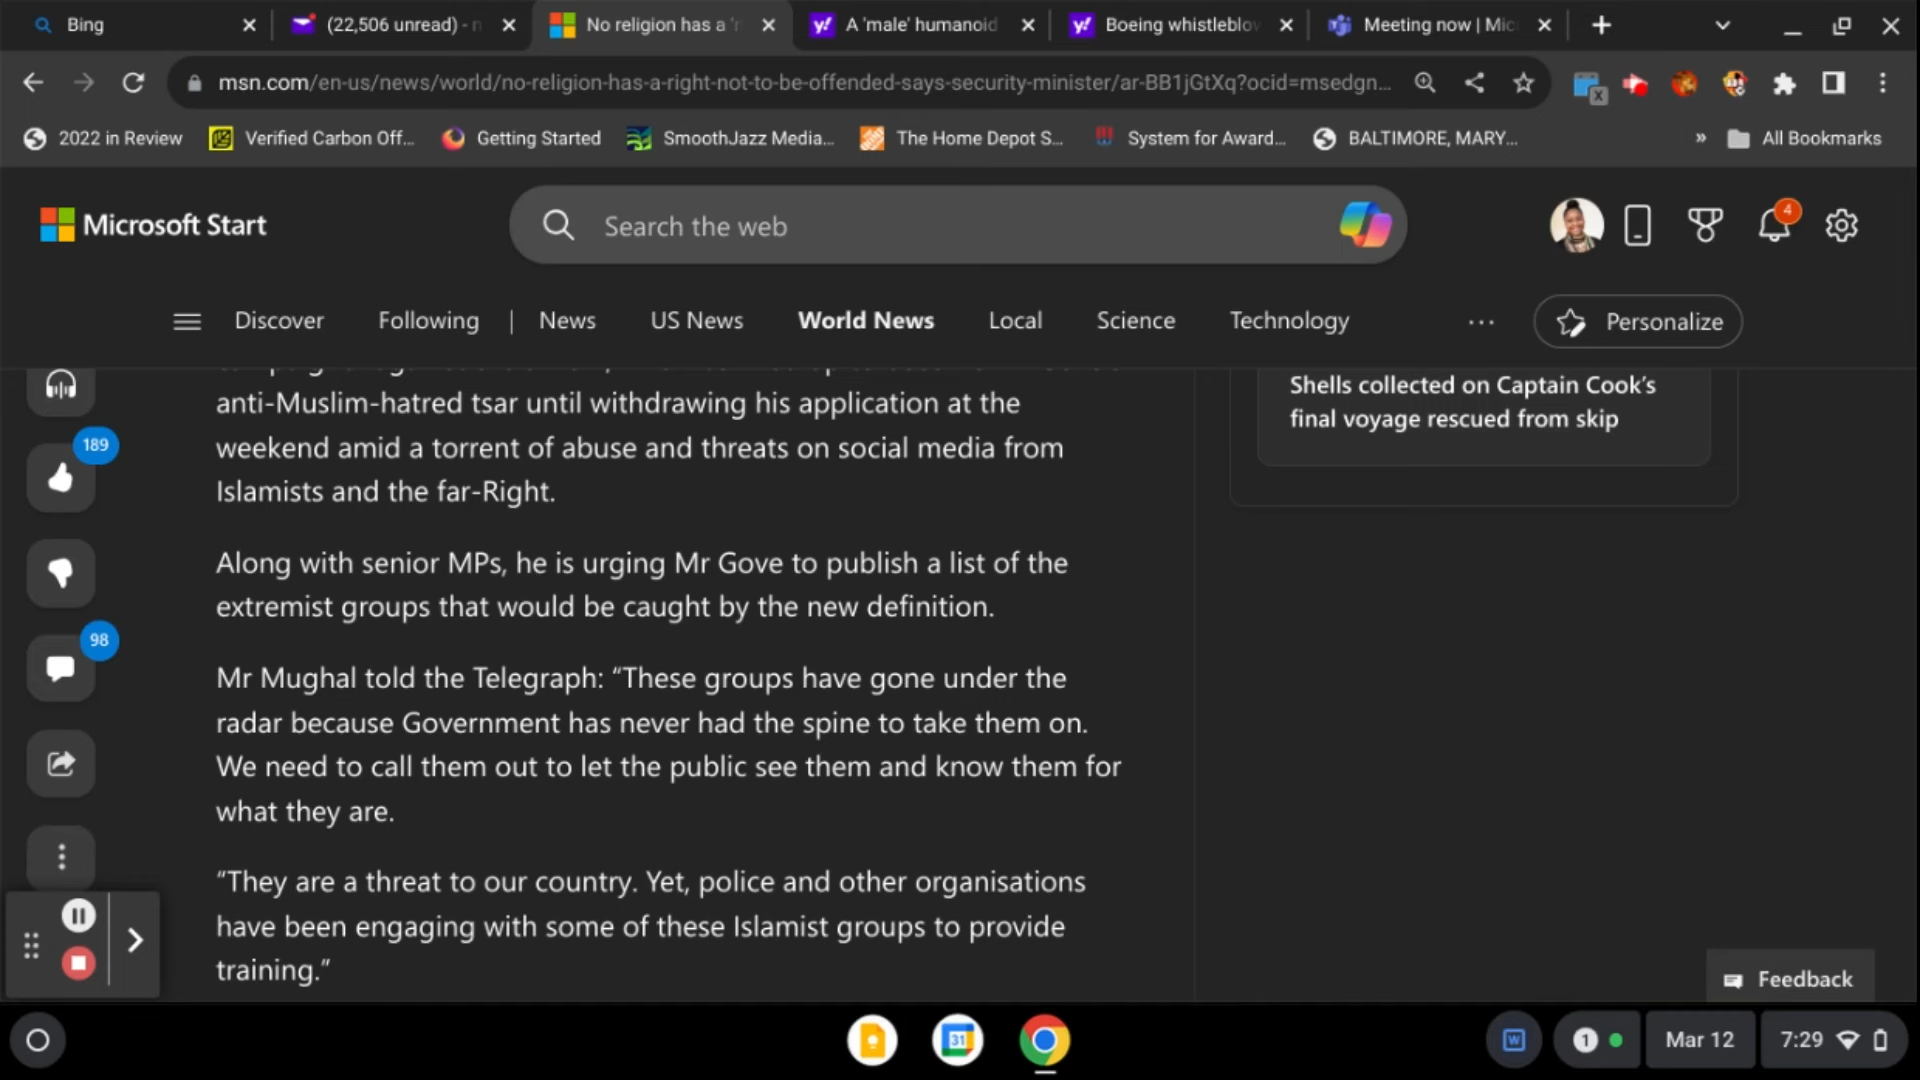 Bing
(22,506 unread) - n
No religion has a 'r
A 'male' humanoid
Boeing whistleblow
Meeting now | Mic
msn.com/en-us/news/world/no-religion-has-a-right-not-to-be-offended-says-security-minister/ar-BB1jGtXq?ocid=msedgn...
2022 in Review
Verified Carbon Off...
Getting Started
SmoothJazz Media...
The Home Depot S...
System for Award...
BALTIMORE, MARY...
»
All Bookmarks
Microsoft Start
Search the web
4
Discover
Following
News
US News
World News
Local
Science
Technology
Personalize
anti-Muslim-hatred tsar until withdrawing his application at the
weekend amid a torrent of abuse and threats on social media from
Islamists and the far-Right.
Along with senior MPs, he is urging Mr Gove to publish a list of the
extremist groups that would be caught by the new definition.
Mr Mughal told the Telegraph: “These groups have gone under the
radar because Government has never had the spine to take them on.
We need to call them out to let the public see them and know them for
what they are.
“They are a threat to our country. Yet, police and other organisations
have been engaging with some of these Islamist groups to provide
training.”
189
98
Shells collected on Captain Cook’s
final voyage rescued from skip
Feedback
31
W
1
Mar 12
7:29